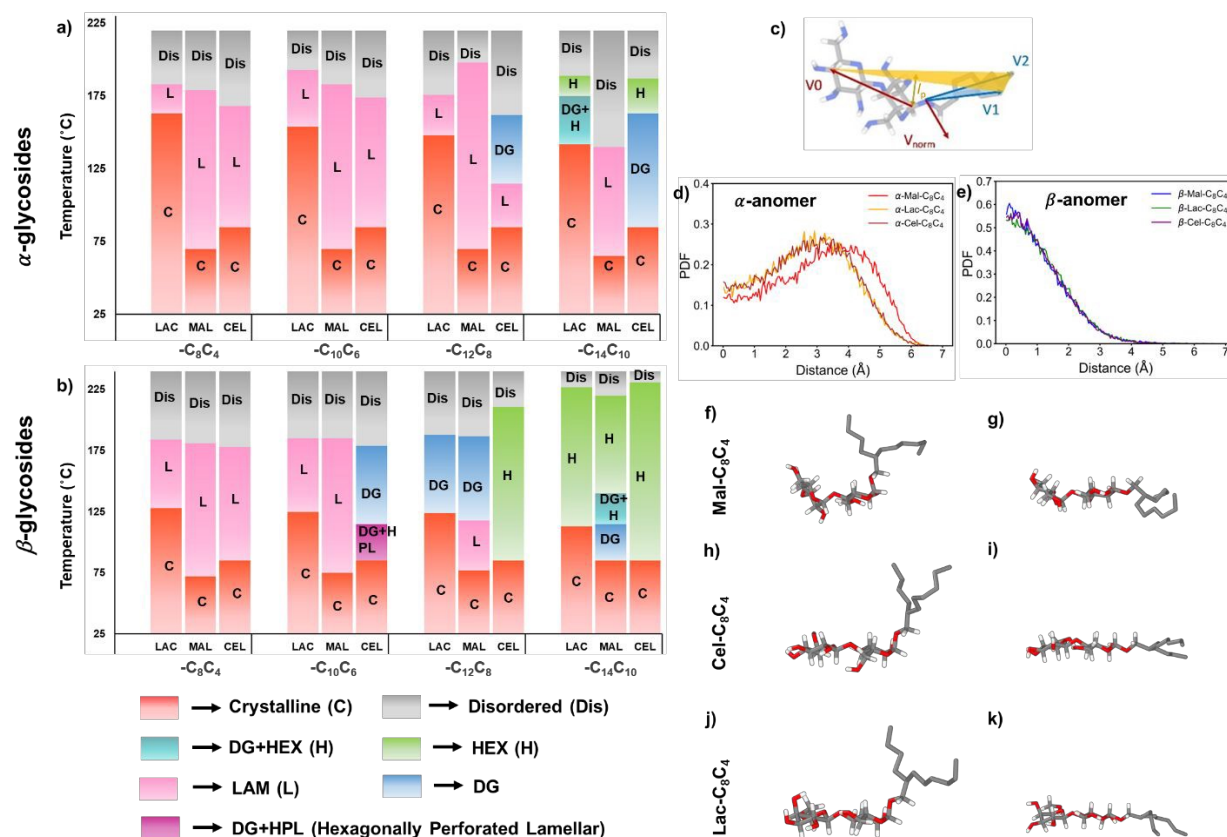 a)
α-glycosides
Temperature (°C)
225
175
125
75
25
Dis
L
C
Dis
L
C
Dis
L
C
Dis
L
C
Dis
L
C
Dis
L
C
Dis
L
C
Dis
L
C
Dis
DG
L
C
Dis
H
DG+
H
C
Dis
L
C
Dis
H
DG
C
LAC MAL CEL LAC MAL CEL LAC MAL CEL LAC MAL CEL
-C₈C₄ -C₁₀C₆ -C₁₂C₈ -C₁₄C₁₀
b)
β-glycosides
Temperature (°C)
225
175
125
75
25
Dis
L
C
Dis
L
C
Dis
L
C
Dis
L
C
Dis
L
C
Dis
DG
DG+H
PL
C
Dis
DG
C
Dis
DG
L
C
Dis
H
C
Dis
H
C
Dis
H
DG+
H
DG
C
Dis
H
C
LAC MAL CEL LAC MAL CEL LAC MAL CEL LAC MAL CEL
-C₈C₄ -C₁₀C₆ -C₁₂C₈ -C₁₄C₁₀
Crystalline (C)
Disordered (Dis)
DG+HEX (H)
HEX (H)
LAM (L)
DG
DG+HPL (Hexagonally Perforated Lamellar)
c)
V0
lp
V2
V1
Vnorm
d)
α-anomer
α-Mal-C₈C₄
α-Lac-C₈C₄
α-Cel-C₈C₄
PDF
0.4
0.3
0.2
0.1
0.0
0 1 2 3 4 5 6 7
Distance (Å)
e)
β-anomer
β-Mal-C₈C₄
β-Lac-C₈C₄
β-Cel-C₈C₄
PDF
0.7
0.6
0.5
0.4
0.3
0.2
0.1
0.0
0 1 2 3 4 5 6 7
Distance (Å)
f)
g)
Mal-C₈C₄
h)
i)
Cel-C₈C₄
j)
k)
Lac-C₈C₄